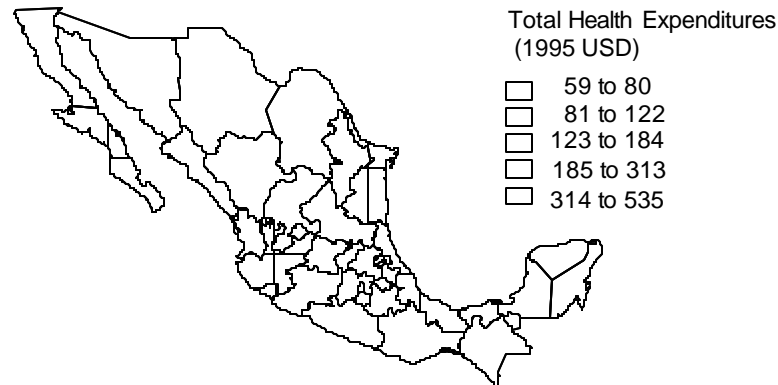 Total Health Expenditures
(1995 USD)
59 to 80
81 to 122
123 to 184
185 to 313
314 to 535